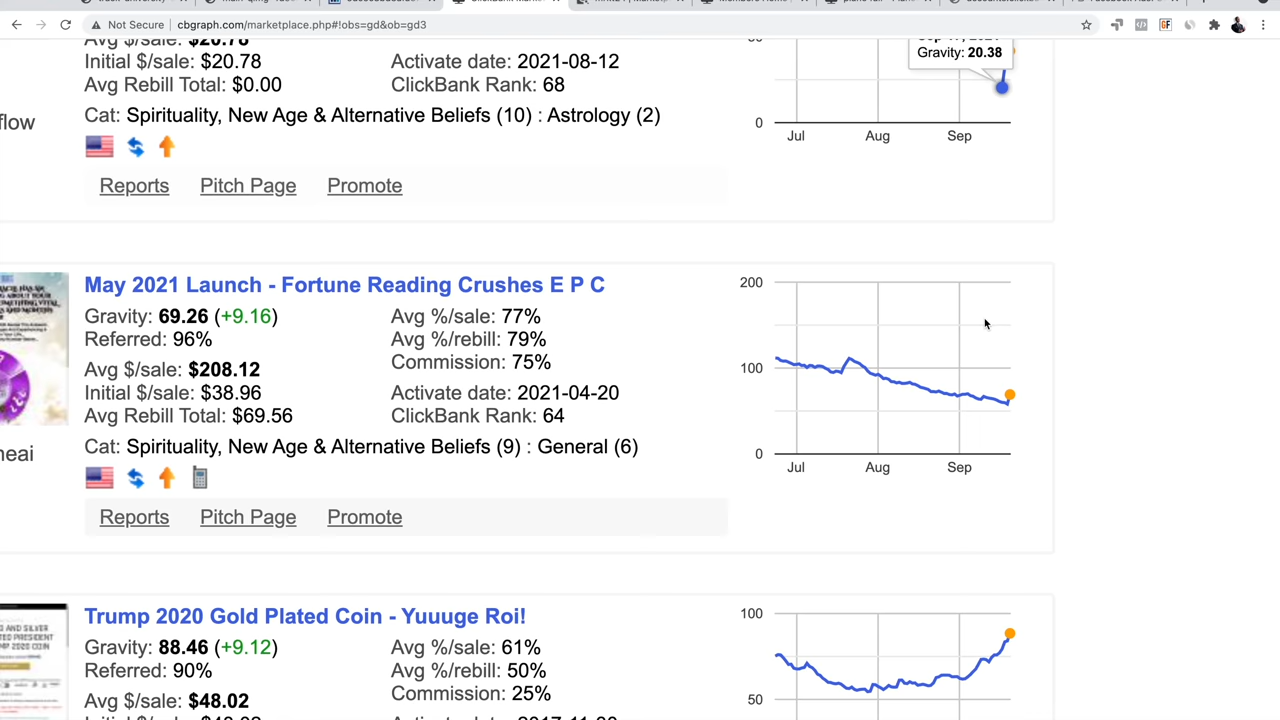 Not Secure cbgraph.com/marketplace.php#!obs=gd&ob=gd3
Initial $/sale: $20.78
Avg Rebill Total: $0.00
Activate date: 2021-08-12
ClickBank Rank: 68
flow
Cat: Spirituality, New Age & Alternative Beliefs (10) : Astrology (2)
Reports Pitch Page Promote
Gravity: 20.38
0
Jul Aug Sep
May 2021 Launch - Fortune Reading Crushes E P C
Gravity: 69.26 (+9.16)
Referred: 96%
Avg $/sale: $208.12
Initial $/sale: $38.96
Avg Rebill Total: $69.56
Avg %/sale: 77%
Avg %/rebill: 79%
Commission: 75%
Activate date: 2021-04-20
ClickBank Rank: 64
neai
Cat: Spirituality, New Age & Alternative Beliefs (9) : General (6)
Reports Pitch Page Promote
200
100
0
Jul Aug Sep
Trump 2020 Gold Plated Coin - Yuuuge Roi!
Gravity: 88.46 (+9.12)
Referred: 90%
Avg $/sale: $48.02
Avg %/sale: 61%
Avg %/rebill: 50%
Commission: 25%
100
50